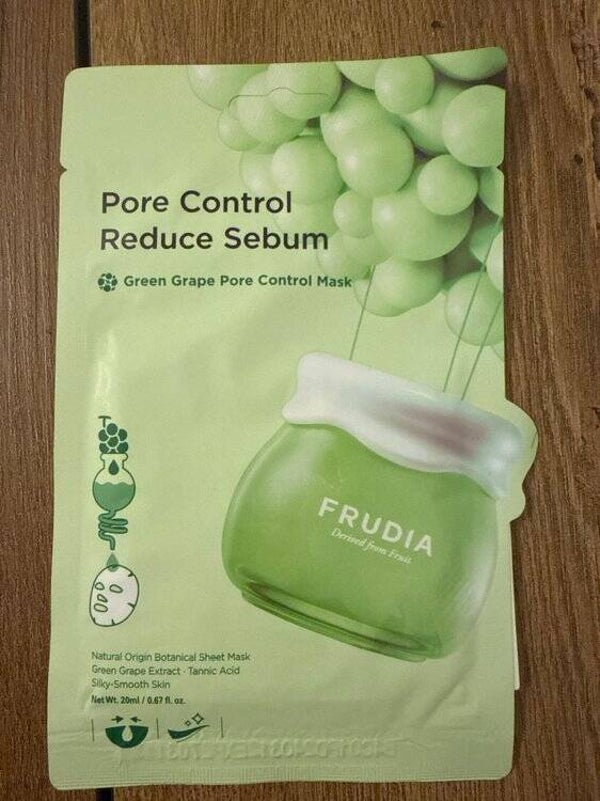 Pore Control
Reduce Sebum
Green Grape Pore Control Mask
FRUDIA
Derived from Fruit
Natural Origin Botanical Sheet Mask
Green Grape Extract · Tannic Acid
Silky-Smooth Skin
Net Wt. 20ml / 0.67 fl. oz.